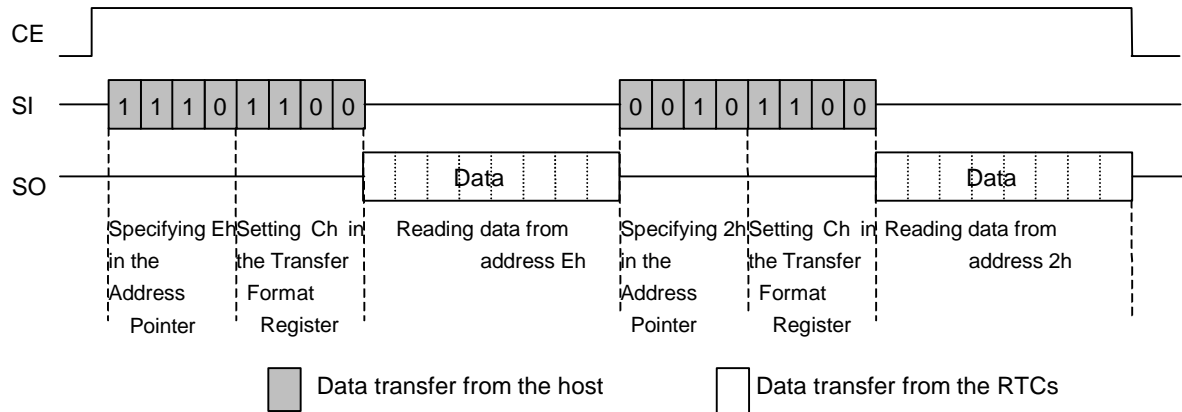 CE
SI 1 1 1 0 1 1 0 0 0 0 1 0 1 1 0 0
SO Data Data
Specifying Eh Setting Ch in Reading data from Specifying 2h Setting Ch in Reading data from
in the the Transfer address Eh in the the Transfer address 2h
Address Format Address Format
Pointer Register Pointer Register
Data transfer from the host Data transfer from the RTCs